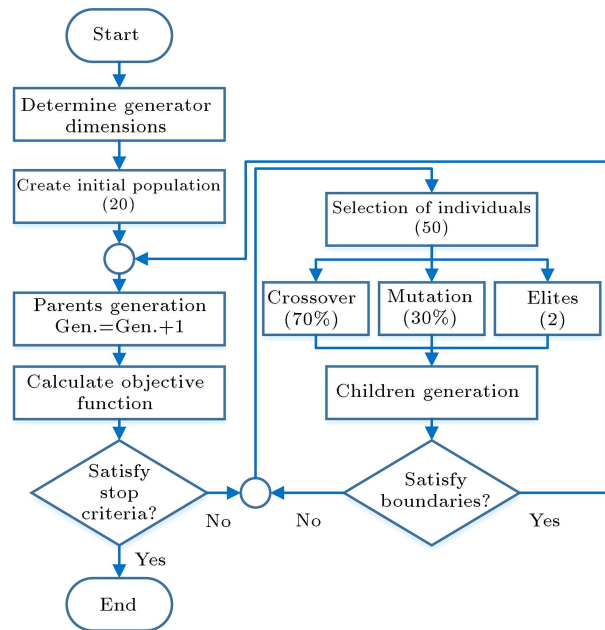 Start
Determine generator
dimensions
Create initial population
(20)
Parents generation
Gen.=Gen.+1
Calculate objective
function
Satisfy
stop
criteria?
No
Yes
End
Selection of individuals
(50)
Crossover
(70%)
Mutation
(30%)
Elites
(2)
Children generation
Satisfy
boundaries?
No
Yes